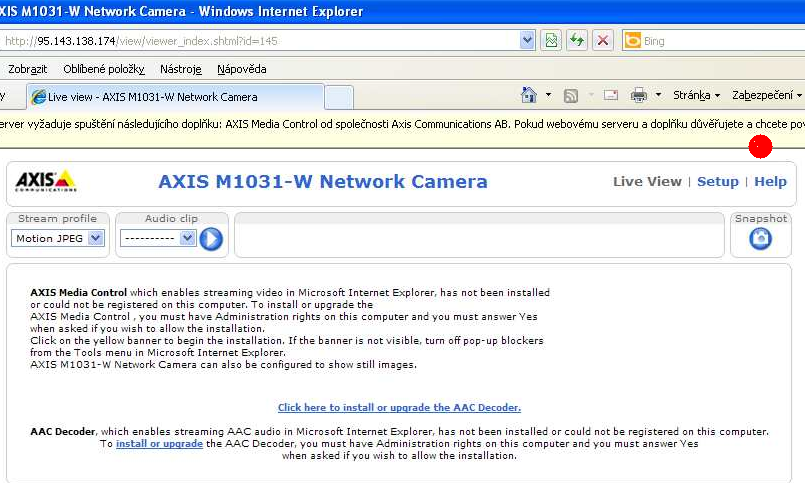 XIS M1031-W Network Camera - Windows Internet Explorer
http://95.143.138.174/view/viewer_index.shtml?id=145
Bing
Zobrazit Oblíbené položky Nástroje Nápověda
y Live view - AXIS M1031-W Network Camera
Stránka Zabezpečení
erver vyžaduje spuštění následujícího doplňku: AXIS Media Control od společnosti Axis Communications AB. Pokud webovému serveru a doplňku důvěřujete a chcete pov
AXIS
COMMUNICATIONS
AXIS M1031-W Network Camera
Live View | Setup | Help
Stream profile Audio clip Snapshot
Motion JPEG ----------
AXIS Media Control which enables streaming video in Microsoft Internet Explorer, has not been installed
or could not be registered on this computer. To install or upgrade the
AXIS Media Control , you must have Administration rights on this computer and you must answer Yes
when asked if you wish to allow the installation.
Click on the yellow banner to begin the installation. If the banner is not visible, turn off pop-up blockers
from the Tools menu in Microsoft Internet Explorer.
AXIS M1031-W Network Camera can also be configured to show still images.
Click here to install or upgrade the AAC Decoder.
AAC Decoder, which enables streaming AAC audio in Microsoft Internet Explorer, has not been installed or could not be registered on this computer.
To install or upgrade the AAC Decoder, you must have Administration rights on this computer and you must answer Yes
when asked if you wish to allow the installation.